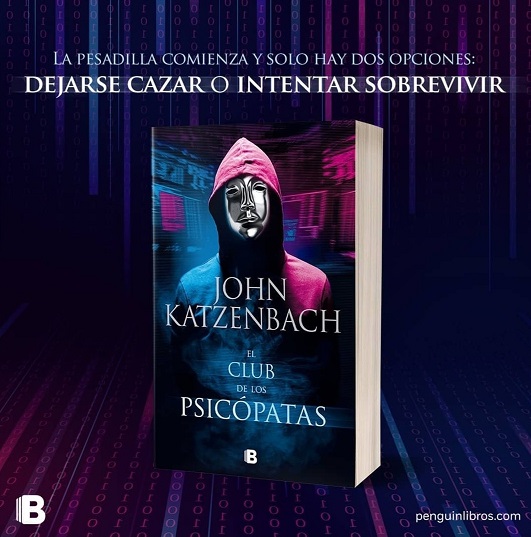 La pesadilla comienza y solo hay dos opciones:
DEJARSE CAZAR O INTENTAR SOBREVIVIR
JOHN
KATZENBACH
EL
CLUB
DE LOS
PSICÓPATAS
B
B
penguinlibros.com